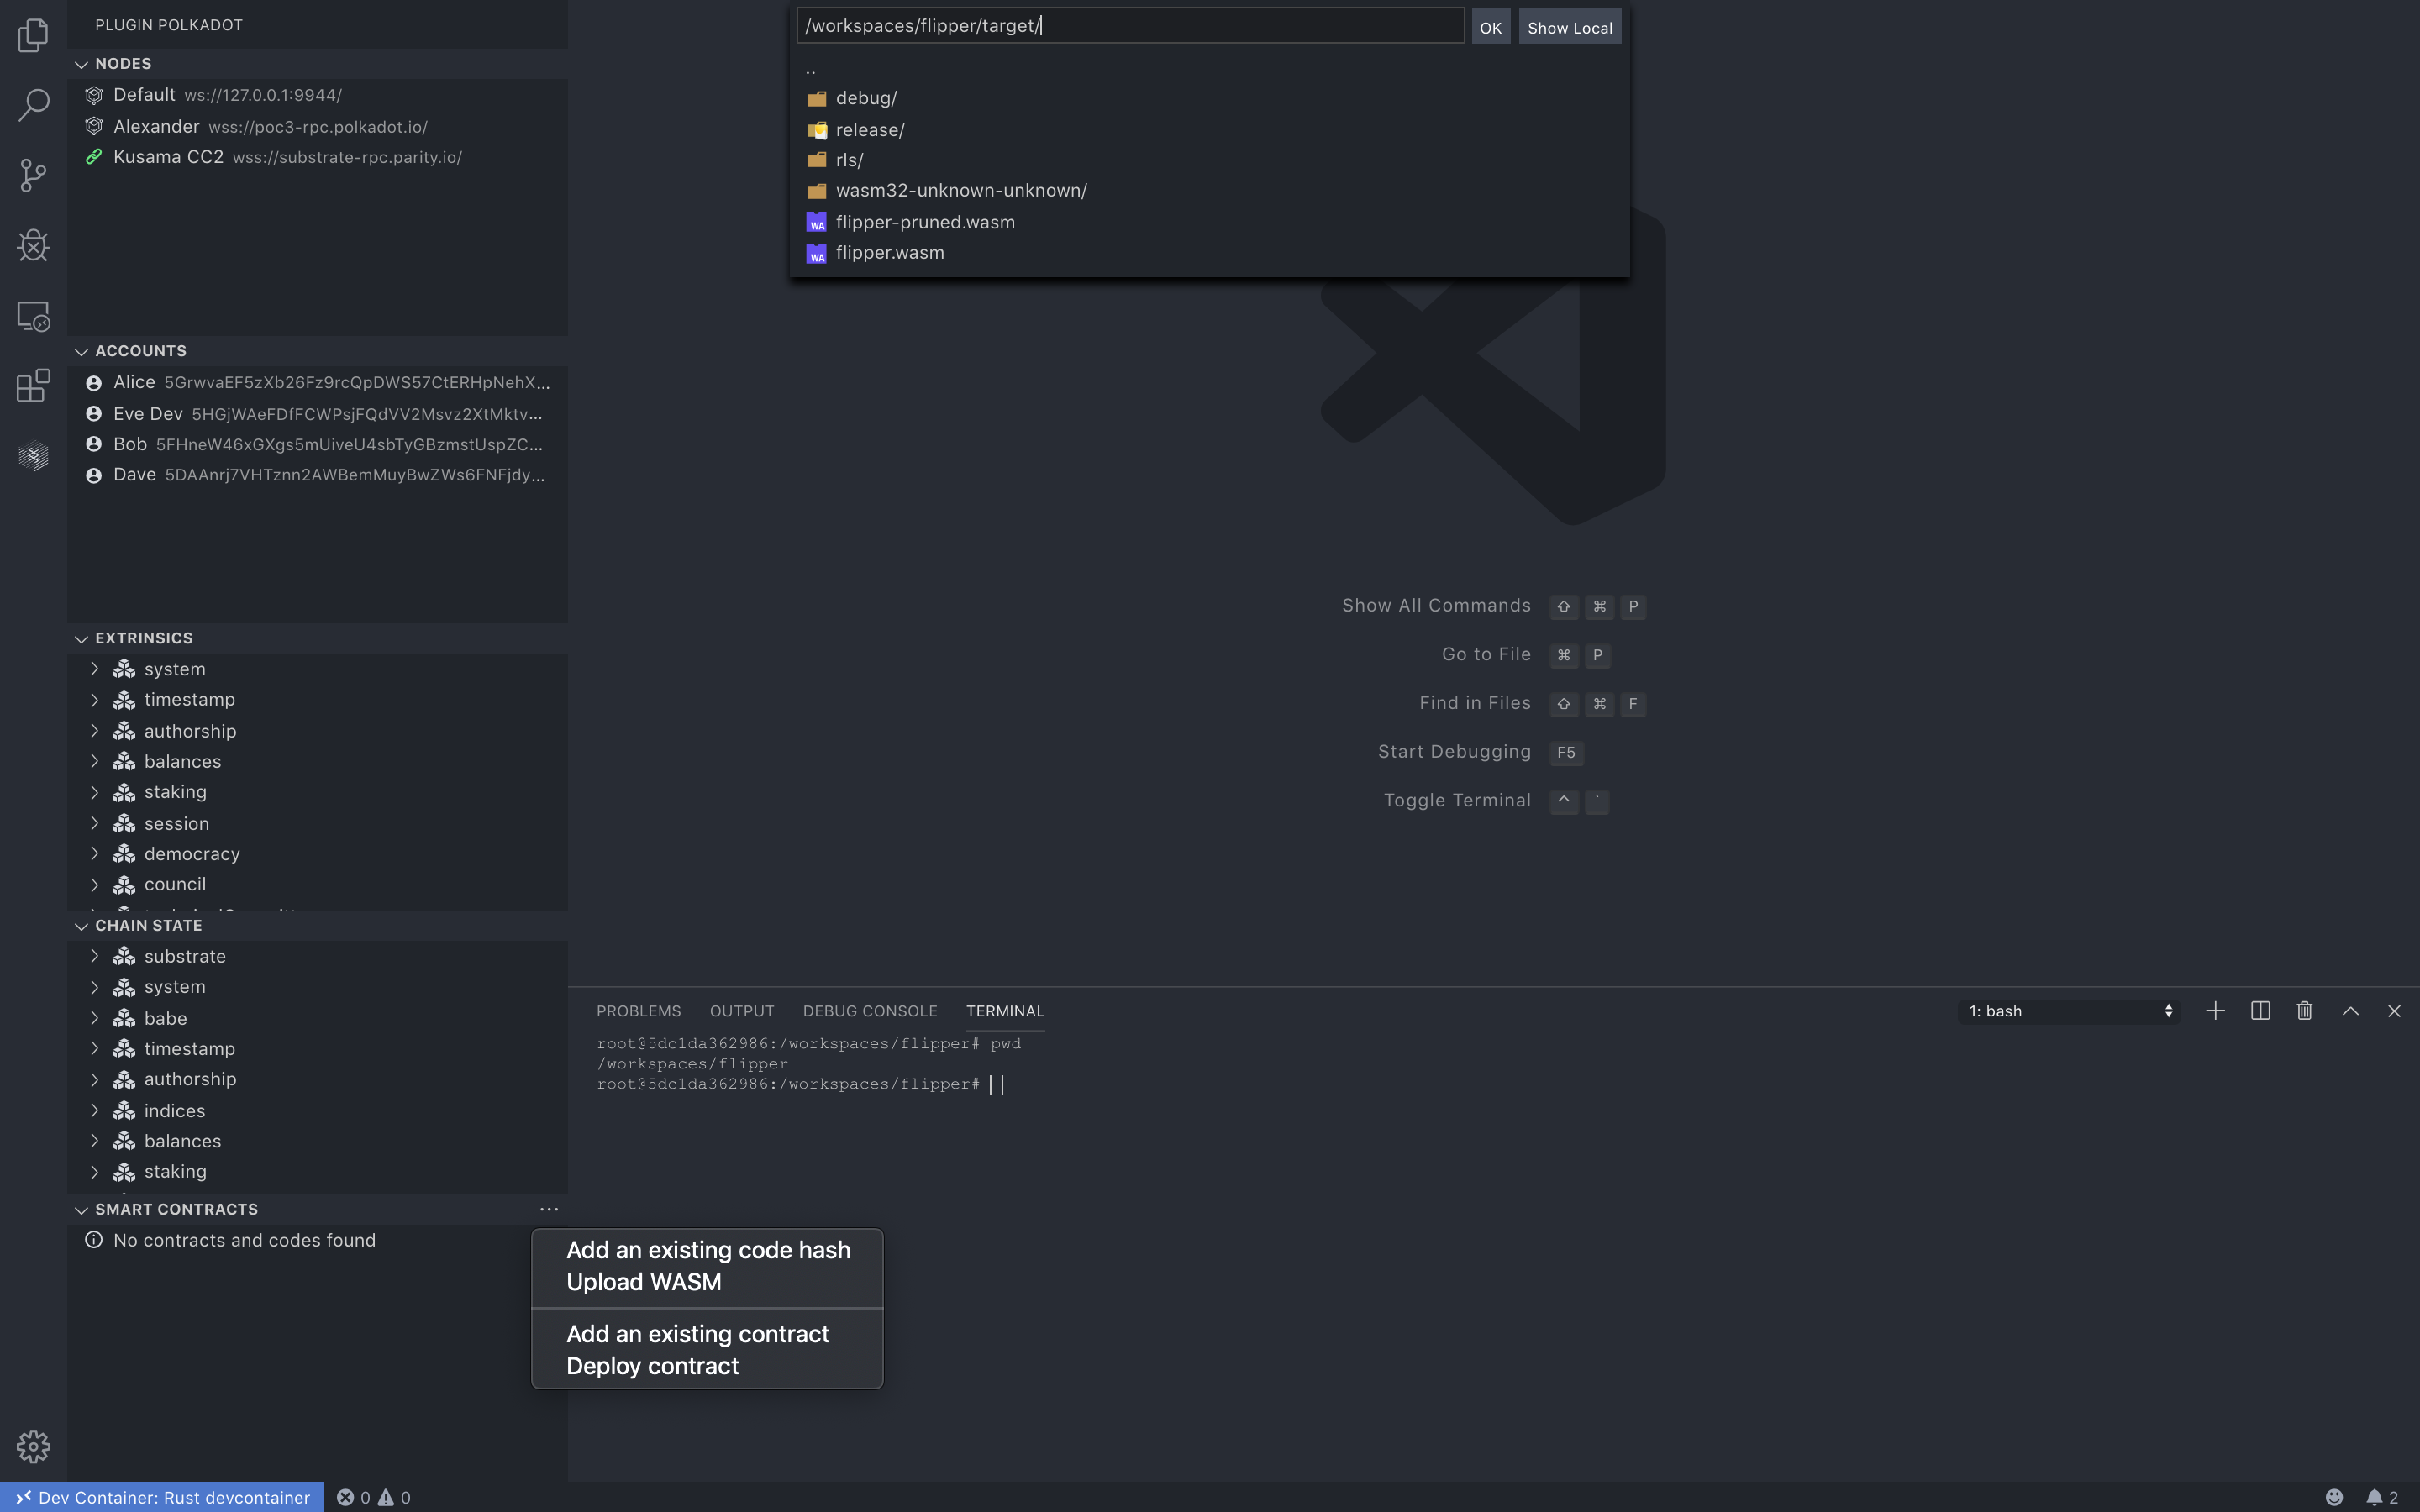 PLUGIN POLKADOT
NODES
Default ws://127.0.0.1:9944/
Alexander wss://poc3-rpc.polkadot.io/
Kusama CC2 wss://substrate-rpc.parity.io/
ACCOUNTS
Alice 5GrwvaEF5zXb26Fz9rcQpDWS57CtERHpNehX...
Eve Dev 5HGjWAeFDfFCWPsjFQdVV2Msvz2XtMktv...
Bob 5FHneW46xGXgs5mUiveU4sbTyGBzmstUspZC...
Dave 5DAAnrj7VHTznn2AWBemMuyBwZWs6FNFjdy...
EXTRINSICS
system
timestamp
authorship
balances
staking
session
democracy
council
CHAIN STATE
substrate
system
babe
timestamp
authorship
indices
balances
staking
SMART CONTRACTS ...
No contracts and codes found
Add an existing code hash
Upload WASM
Add an existing contract
Deploy contract
/workspaces/flipper/target/
OK
Show Local
..
debug/
release/
rls/
wasm32-unknown-unknown/
WA flipper-pruned.wasm
WA flipper.wasm
Show All Commands ⇧ ⌘ P
Go to File ⌘ P
Find in Files ⇧ ⌘ F
Start Debugging F5
Toggle Terminal ^ `
PROBLEMS OUTPUT DEBUG CONSOLE TERMINAL
1: bash
root@5dc1da362986:/workspaces/flipper# pwd
/workspaces/flipper
root@5dc1da362986:/workspaces/flipper#
Dev Container: Rust devcontainer 0 0
2